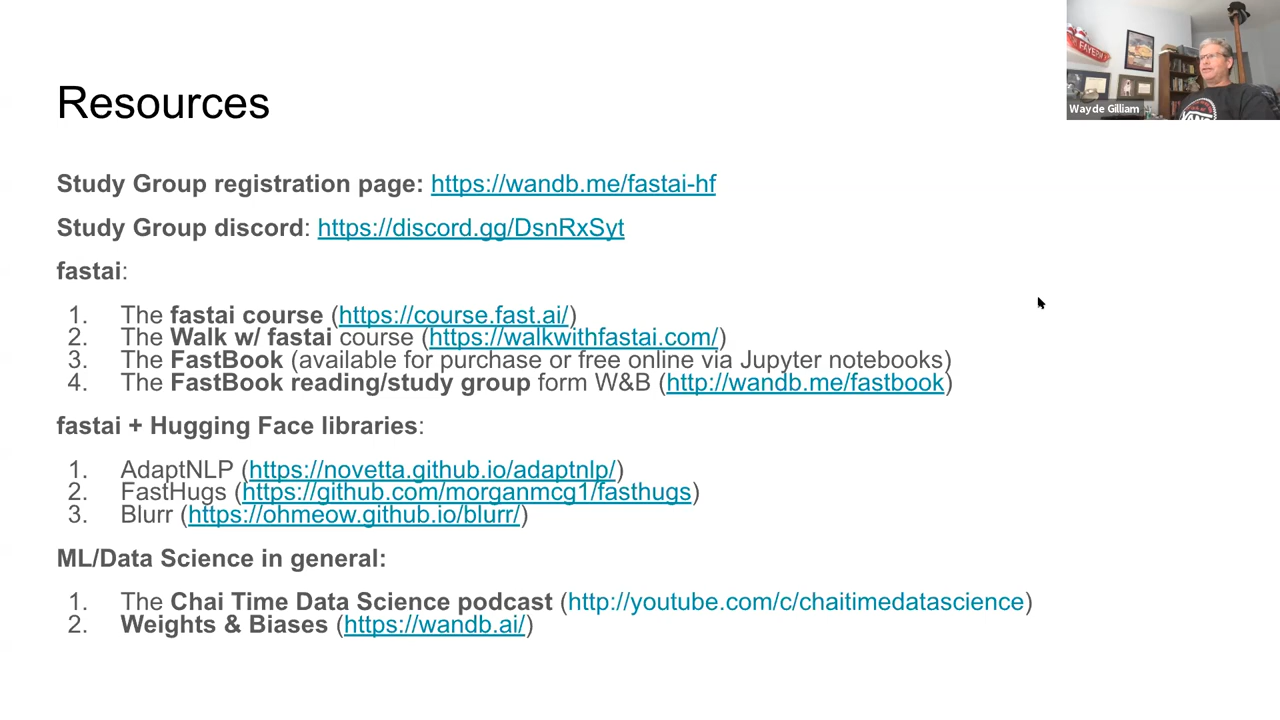 Resources
Wayde Gilliam
Study Group registration page: https://wandb.me/fastai-hf
Study Group discord: https://discord.gg/DsnRxSyt
fastai:
1. The fastai course (https://course.fast.ai/)
2. The Walk w/ fastai course (https://walkwithfastai.com/)
3. The FastBook (available for purchase or free online via Jupyter notebooks)
4. The FastBook reading/study group form W&B (http://wandb.me/fastbook)
fastai + Hugging Face libraries:
1. AdaptNLP (https://novetta.github.io/adaptnlp/)
2. FastHugs (https://github.com/morganmcg1/fasthugs)
3. Blurr (https://ohmeow.github.io/blurr/)
ML/Data Science in general:
1. The Chai Time Data Science podcast (http://youtube.com/c/chaitimedatascience)
2. Weights & Biases (https://wandb.ai/)